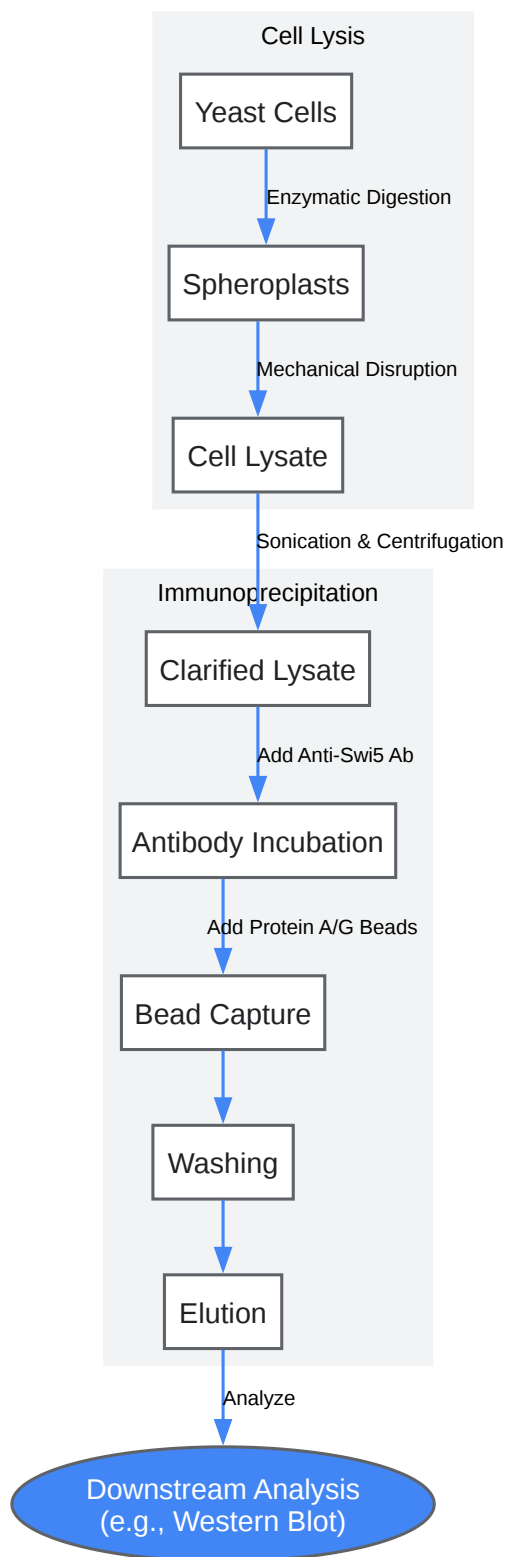 Cell Lysis
Yeast Cells
Enzymatic Digestion
Spheroplasts
Mechanical Disruption
Cell Lysate
Sonication & Centrifugation
Immunoprecipitation
Clarified Lysate
Add Anti-Swi5 Ab
Antibody Incubation
Add Protein A/G Beads
Bead Capture
Washing
Elution
Analyze
Downstream Analysis
(e.g., Western Blot)